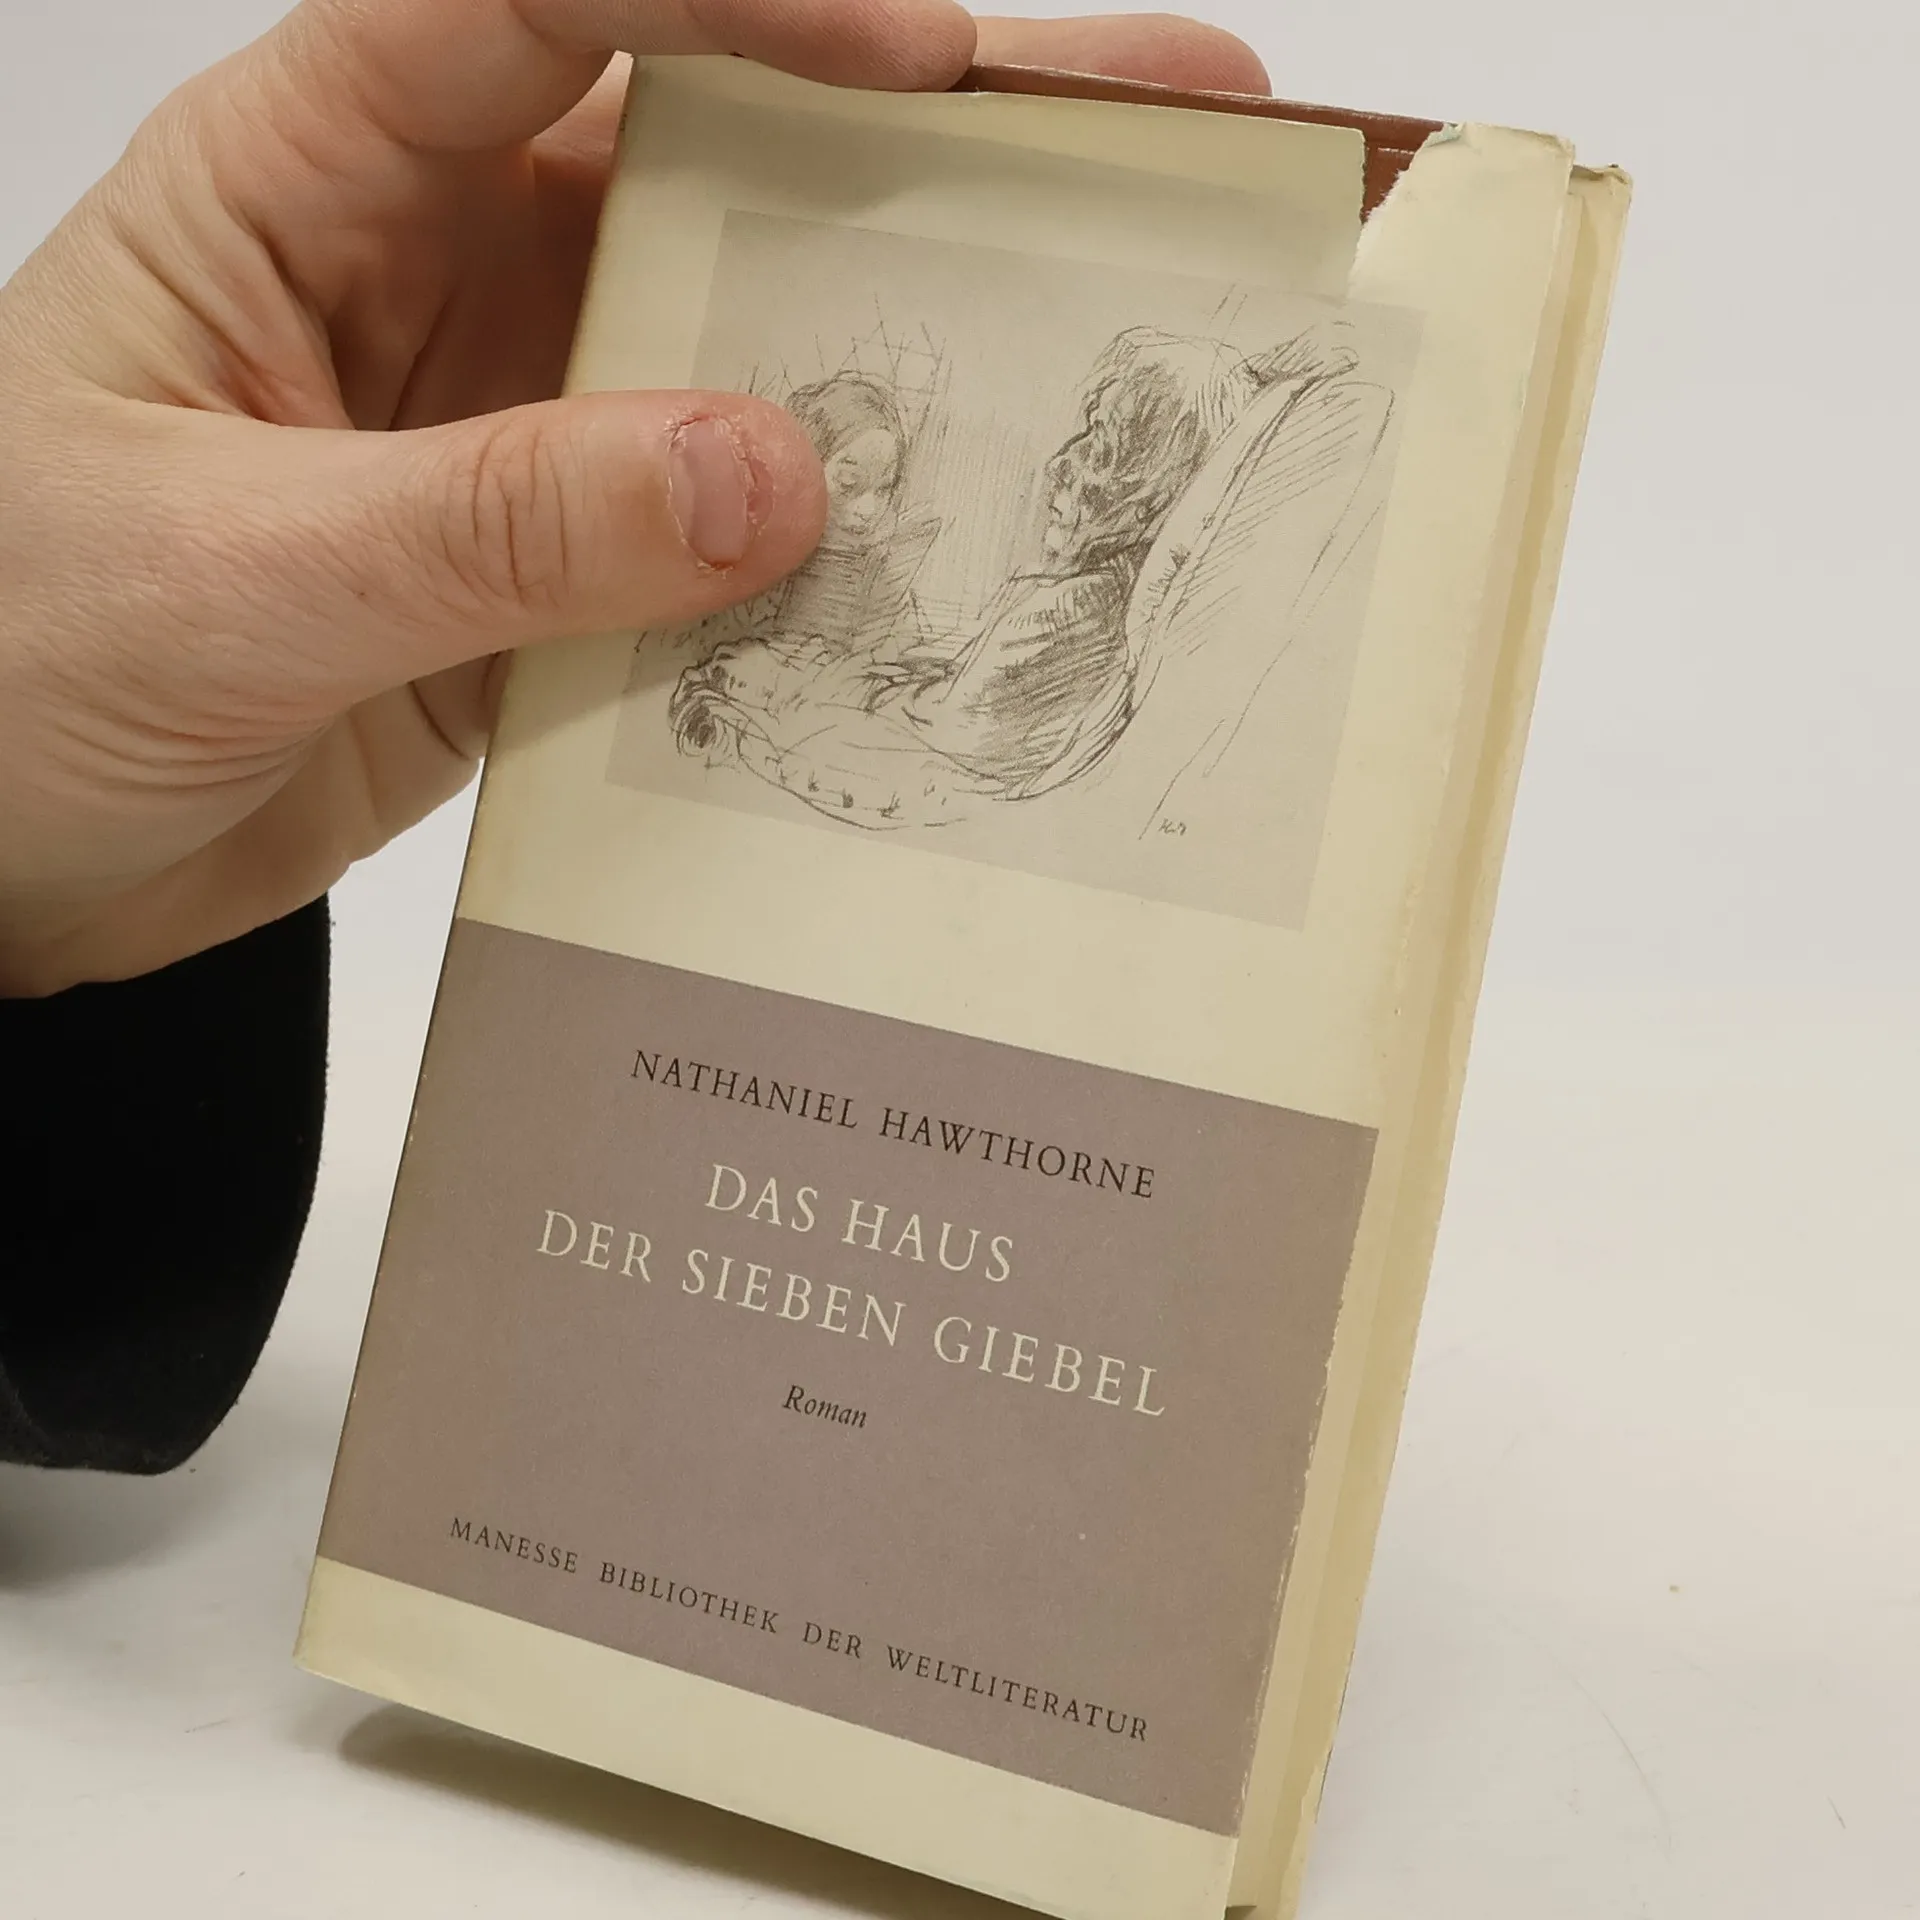 NATHANIEL HAWTHORNE
DAS HAUS
DER SIEBEN GIEBEL
Roman
MANESSE BIBLIOTHEK DER WELTLITERATUR